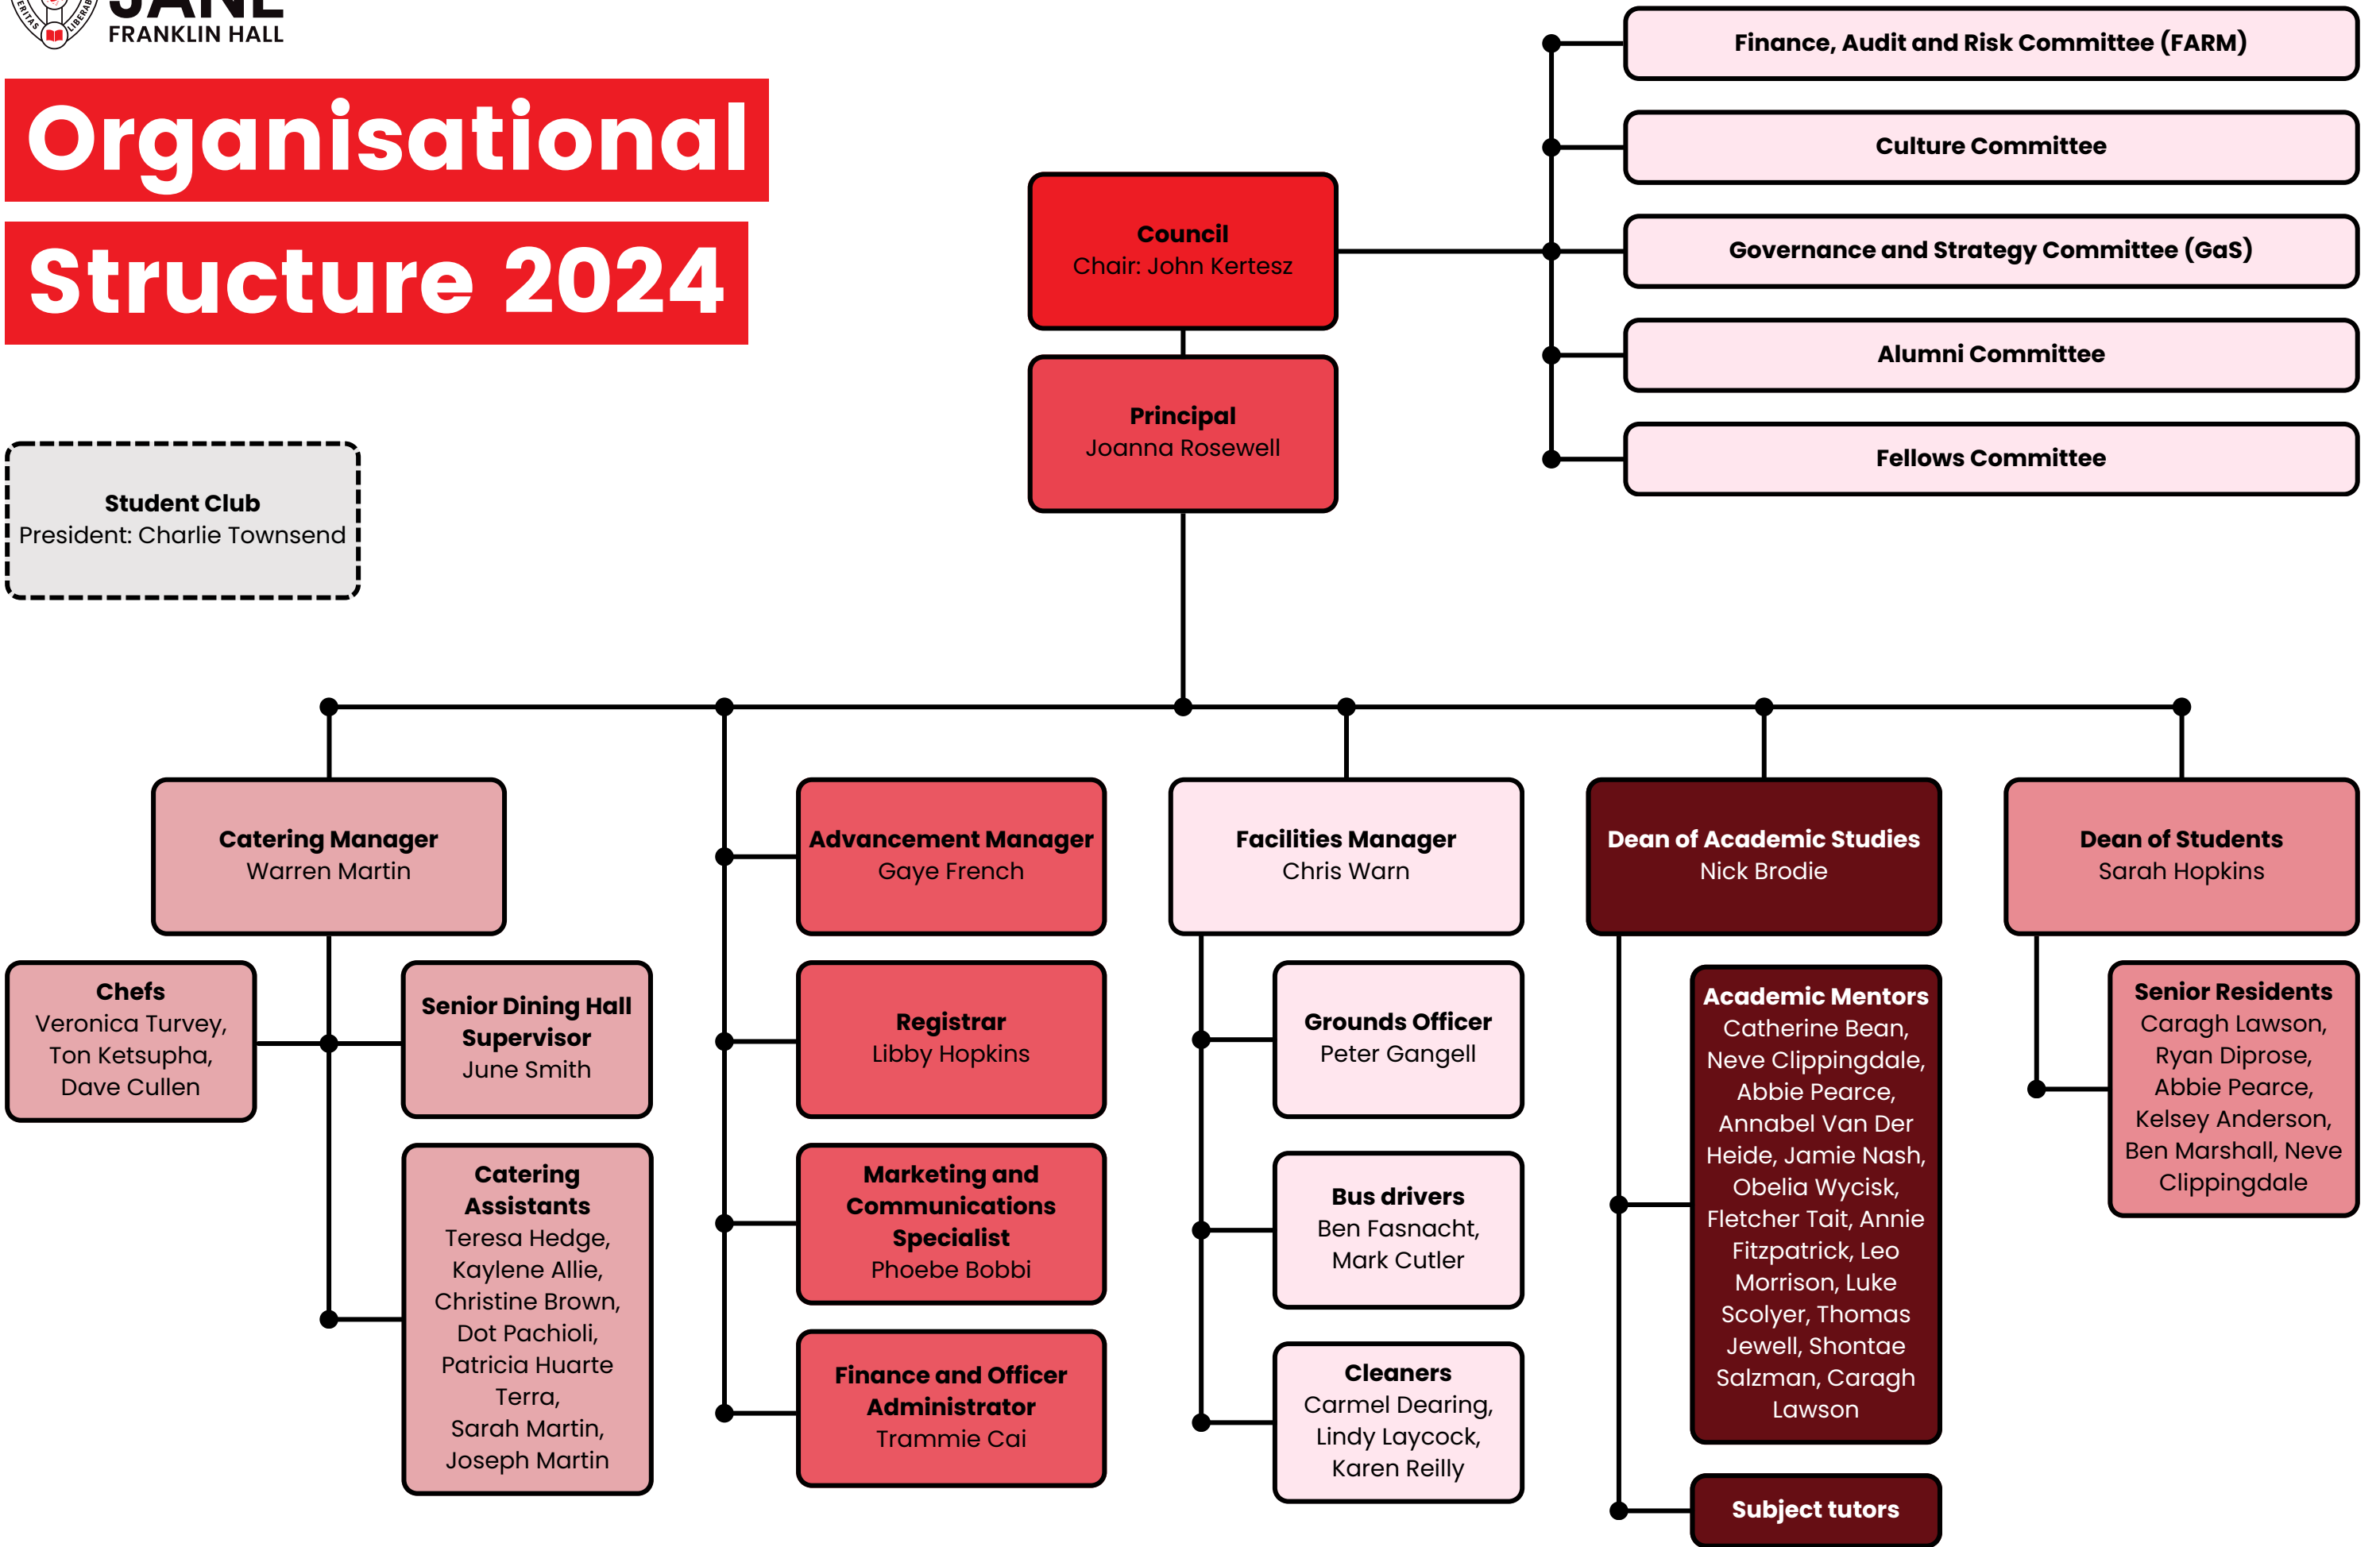 JANE
FRANKLIN HALL
Organisational
Structure 2024
Finance, Audit and Risk Committee (FARM)
Culture Committee
Governance and Strategy Committee (GaS)
Alumni Committee
Fellows Committee
Council
Chair: John Kertesz
Principal
Joanna Rosewell
Student Club
President: Charlie Townsend
Catering Manager
Warren Martin
Chefs
Veronica Turvey,
Ton Ketsupha,
Dave Cullen
Senior Dining Hall
Supervisor
June Smith
Catering
Assistants
Teresa Hedge,
Kaylene Allie,
Christine Brown,
Dot Pachioli,
Patricia Huarte
Terra,
Sarah Martin,
Joseph Martin
Advancement Manager
Gaye French
Registrar
Libby Hopkins
Marketing and
Communications
Specialist
Phoebe Bobbi
Finance and Officer
Administrator
Trammie Cai
Facilities Manager
Chris Warn
Grounds Officer
Peter Gangell
Bus drivers
Ben Fasnacht,
Mark Cutler
Cleaners
Carmel Dearing,
Lindy Laycock,
Karen Reilly
Dean of Academic Studies
Nick Brodie
Academic Mentors
Catherine Bean,
Neve Clippingdale,
Abbie Pearce,
Annabel Van Der
Heide, Jamie Nash,
Obelia Wycisk,
Fletcher Tait, Annie
Fitzpatrick, Leo
Morrison, Luke
Scolyer, Thomas
Jewell, Shontae
Salzman, Caragh
Lawson
Subject tutors
Dean of Students
Sarah Hopkins
Senior Residents
Caragh Lawson,
Ryan Diprose,
Abbie Pearce,
Kelsey Anderson,
Ben Marshall, Neve
Clippingdale